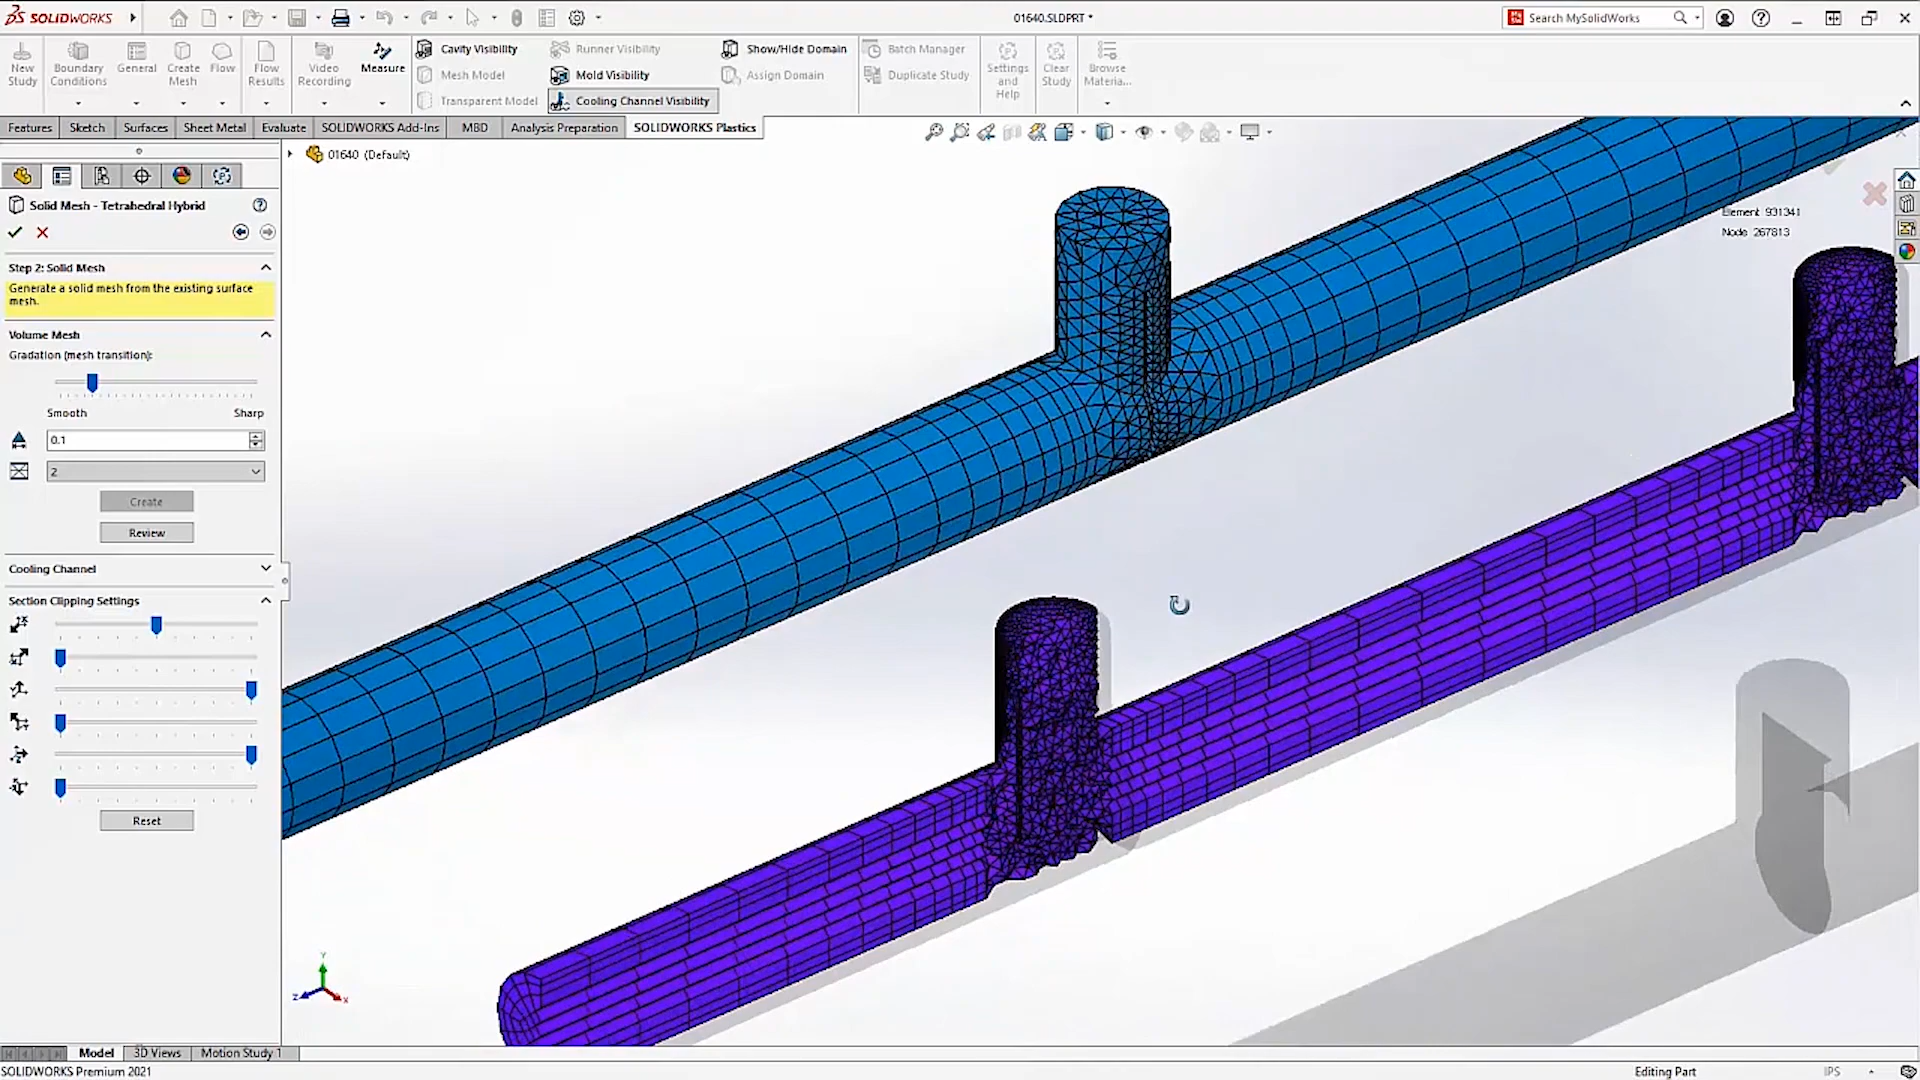 SOLIDWORKS
01640.SLDPRT *
Search MySolidWorks
New Study
Boundary Conditions
General
Create Mesh
Flow
Flow Results
Video Recording
Measure
Cavity Visibility
Mesh Model
Transparent Model
Runner Visibility
Mold Visibility
Cooling Channel Visibility
Show/Hide Domain
Assign Domain
Batch Manager
Duplicate Study
Settings and Help
Clear Study
Browse Materia...
Features
Sketch
Surfaces
Sheet Metal
Evaluate
SOLIDWORKS Add-Ins
MBD
Analysis Preparation
SOLIDWORKS Plastics
01640 (Default)
Solid Mesh - Tetrahedral Hybrid
Step 2: Solid Mesh
Generate a solid mesh from the existing surface
mesh.
Volume Mesh
Gradation (mesh transition):
Smooth Sharp
0.1
2
Create
Review
Cooling Channel
Section Clipping Settings
Reset
Element 931341
Node 267813
Y
Z
X
Model
3D Views
Motion Study 1
SOLIDWORKS Premium 2021
Editing Part
IPS